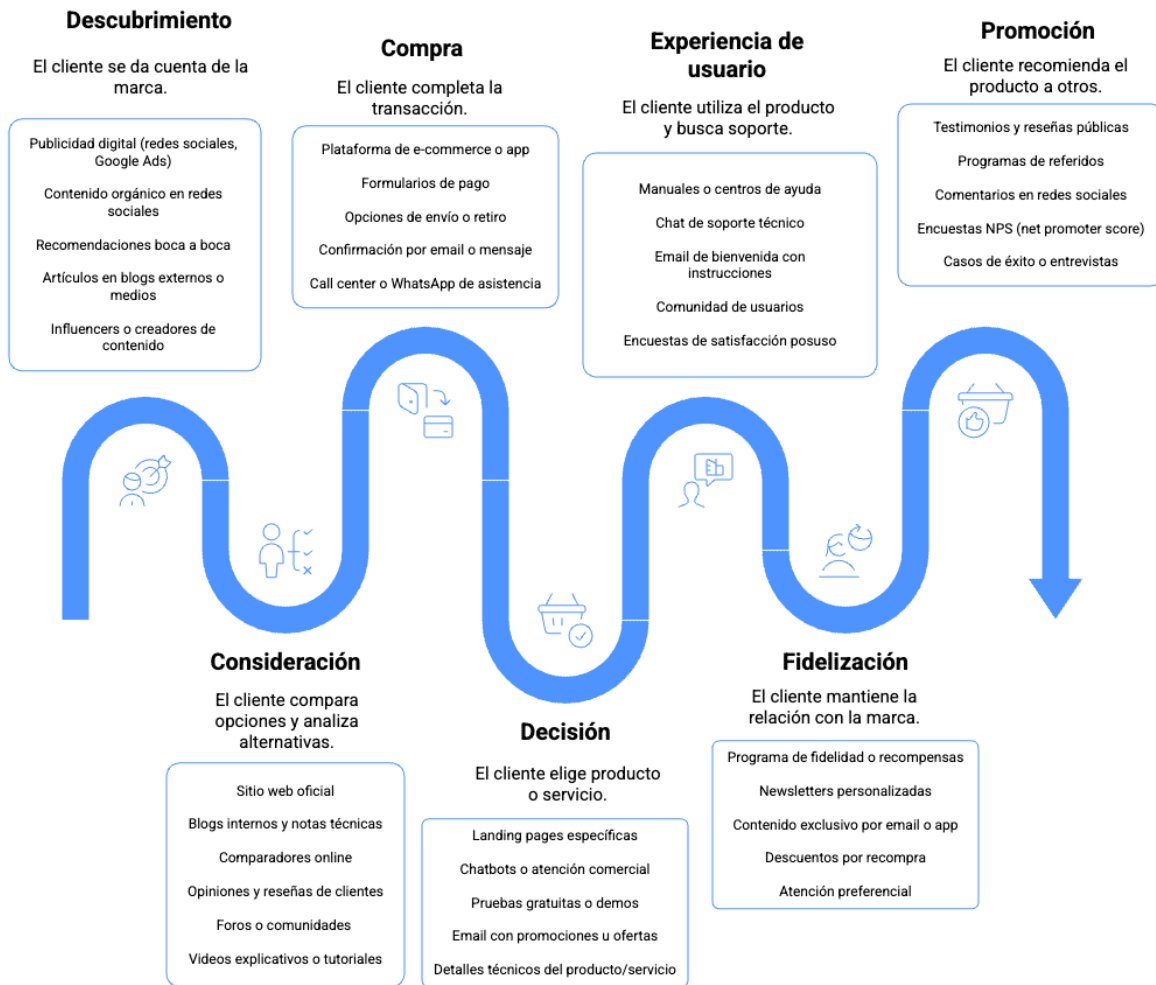 Descubrimiento
El cliente se da cuenta de la
marca.
Publicidad digital (redes sociales,
Google Ads)
Contenido orgánico en redes
sociales
Recomendaciones boca a boca
Artículos en blogs externos o
medios
Influencers o creadores de
contenido
Compra
El cliente completa la
transacción.
Plataforma de e-commerce o app
Formularios de pago
Opciones de envío o retiro
Confirmación por email o mensaje
Call center o WhatsApp de asistencia
Experiencia de
usuario
El cliente utiliza el producto
y busca soporte.
Manuales o centros de ayuda
Chat de soporte técnico
Email de bienvenida con
instrucciones
Comunidad de usuarios
Encuestas de satisfacción posuso
Promoción
El cliente recomienda el
producto a otros.
Testimonios y reseñas públicas
Programas de referidos
Comentarios en redes sociales
Encuestas NPS (net promoter score)
Casos de éxito o entrevistas
Consideración
El cliente compara
opciones y analiza
alternativas.
Sitio web oficial
Blogs internos y notas técnicas
Comparadores online
Opiniones y reseñas de clientes
Foros o comunidades
Videos explicativos o tutoriales
Decisión
El cliente elige producto
o servicio.
Landing pages específicas
Chatbots o atención comercial
Pruebas gratuitas o demos
Email con promociones u ofertas
Detalles técnicos del producto/servicio
Fidelización
El cliente mantiene la
relación con la marca.
Programa de fidelidad o recompensas
Newsletters personalizadas
Contenido exclusivo por email o app
Descuentos por recompra
Atención preferencial